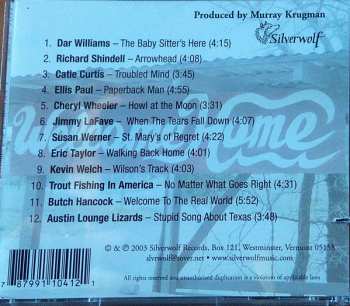 Produced by Murray Krugman
Silverwolf
1. Dar Williams – The Baby Sitter's Here (4:15)
2. Richard Shindell – Arrowhead (4:08)
3. Catie Curtis – Troubled Mind (3:45)
4. Ellis Paul – Paperback Man (4:55)
5. Cheryl Wheeler – Howl at the Moon (3:31)
6. Jimmy LaFave – When The Tears Fall Down (4:07)
7. Susan Werner – St. Mary's of Regret (4:22)
8. Eric Taylor – Walking Back Home (4:01)
9. Kevin Welch – Wilson's Track (4:01)
10. Trout Fishing In America – No Matter What Goes Right (4:31)
11. Butch Hancock – Welcome To The Real World (5:52)
12. Austin Lounge Lizards – Stupid Song About Texas (3:48)
℗ & © 2003 Silverwolf Records, Box 121, Westminster, Vermont 05158
silverwolf@sover.net • www.silverwolfmusic.com
All rights reserved and unauthorized duplication is a violation of applicable laws
7 87991 10412 1